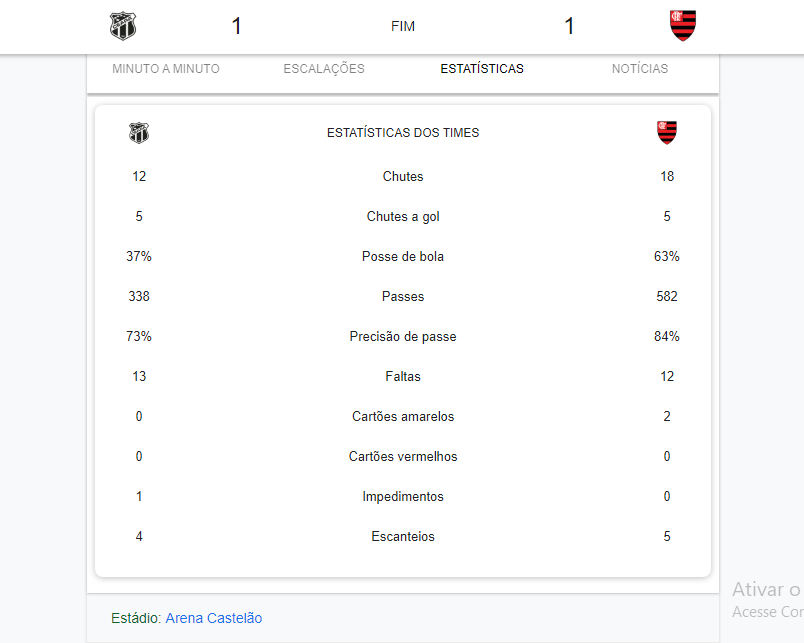 1 FIM 1
MINUTO A MINUTO ESCALAÇÕES ESTATÍSTICAS NOTÍCIAS
ESTATÍSTICAS DOS TIMES
12 Chutes 18
5 Chutes a gol 5
37% Posse de bola 63%
338 Passes 582
73% Precisão de passe 84%
13 Faltas 12
0 Cartões amarelos 2
0 Cartões vermelhos 0
1 Impedimentos 0
4 Escanteios 5
Ativar o
Acesse Cor
Estádio: Arena Castelão